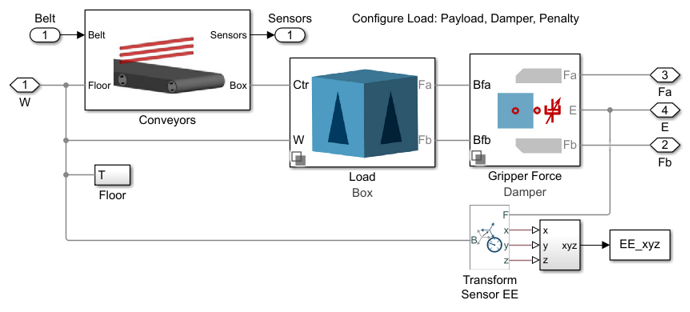 Belt
Sensors
Configure Load: Payload, Damper, Penalty
1
Belt
Sensors
1
1
W
Floor
Box
Conveyors
Ctr
Fa
W
Fb
Load
Box
Bfa
Fa
E
Bfb
Fb
Gripper Force
Damper
3
Fa
4
E
2
Fb
T
Floor
F
B
x
y
z
Transform
Sensor EE
x
y
z
xyz
EE_xyz